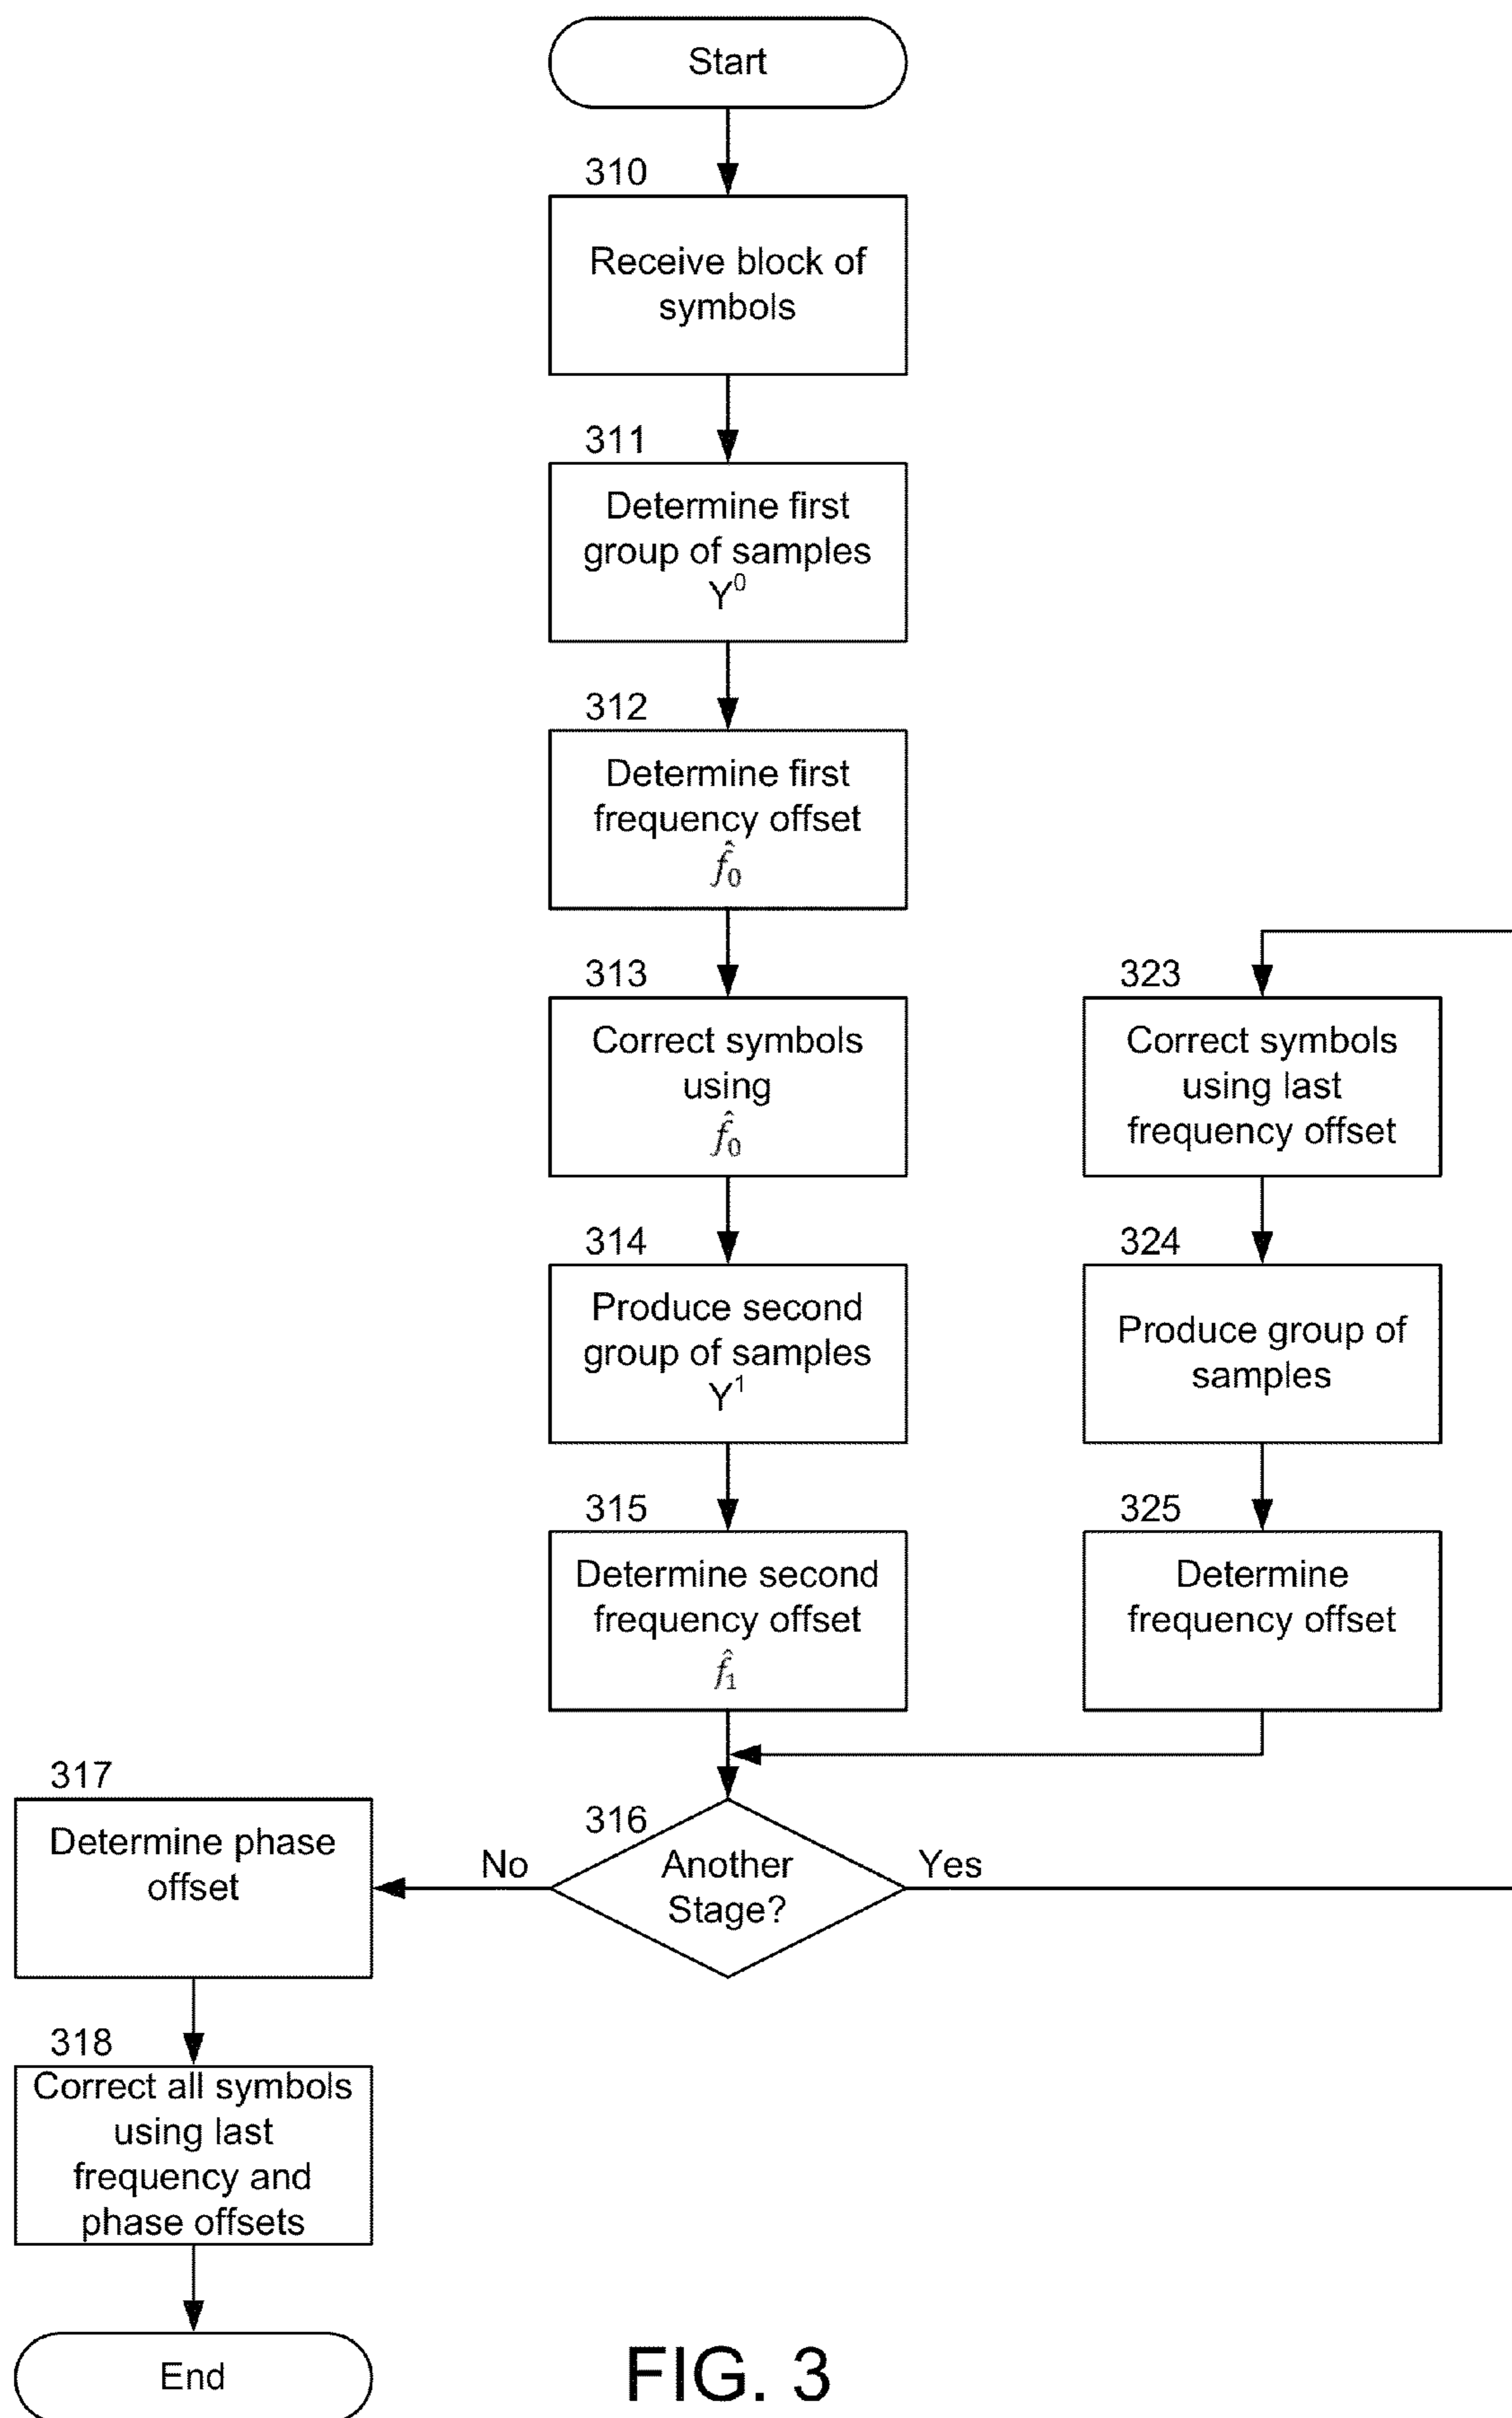 Start
310
Receive block of
symbols
311
Determine first
group of samples
Y⁰
312
Determine first
frequency offset
f̂₀
313
Correct symbols
using
f̂₀
314
Produce second
group of samples
Y¹
315
Determine second
frequency offset
f̂₁
323
Correct symbols
using last
frequency offset
324
Produce group of
samples
325
Determine
frequency offset
316
Another
Stage?
No
Yes
317
Determine phase
offset
318
Correct all symbols
using last
frequency and
phase offsets
End
FIG. 3